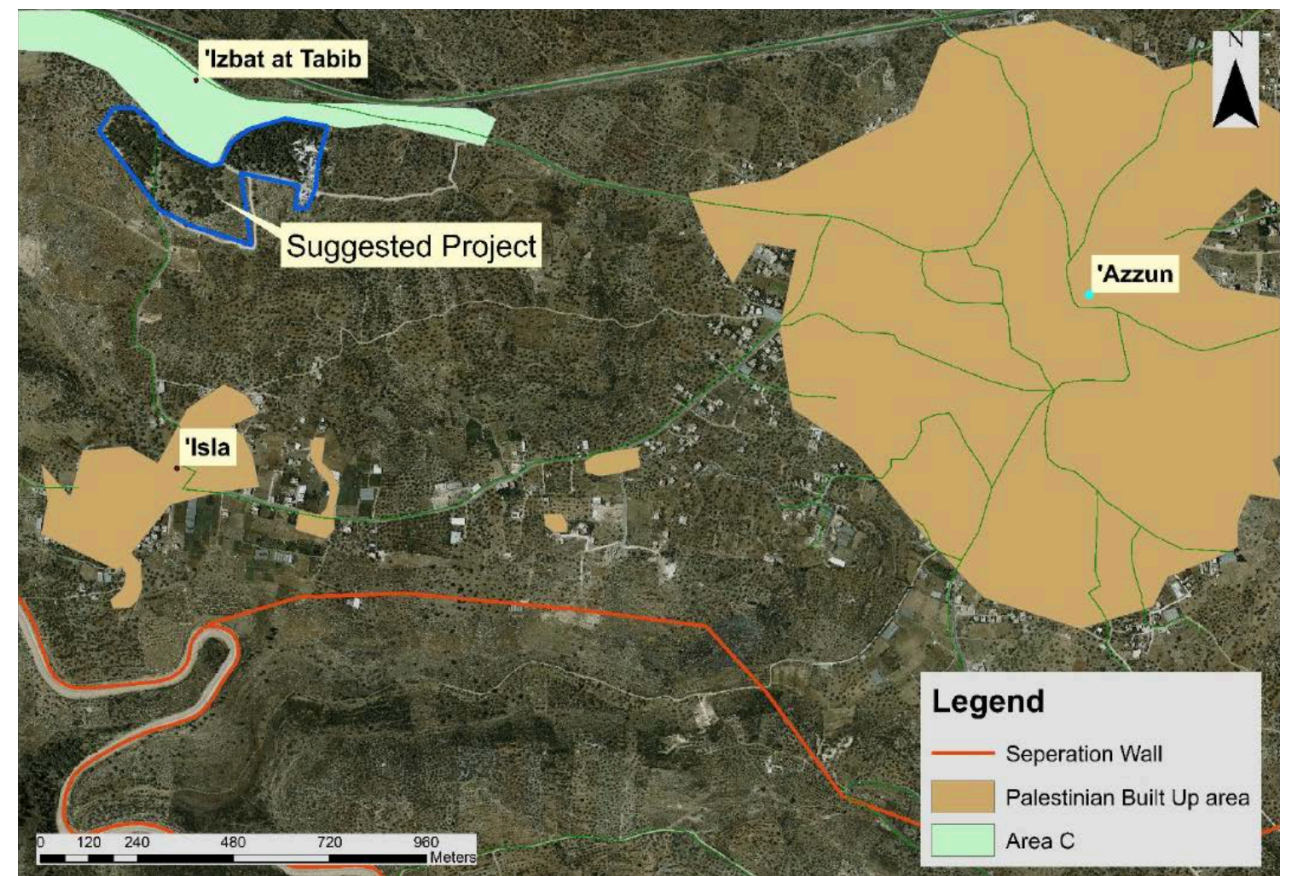 'Izbat at Tabib
N
Suggested Project
'Azzun
'Isla
Legend
Seperation Wall
Palestinian Built Up area
Area C
0 120 240 480 720 960
Meters